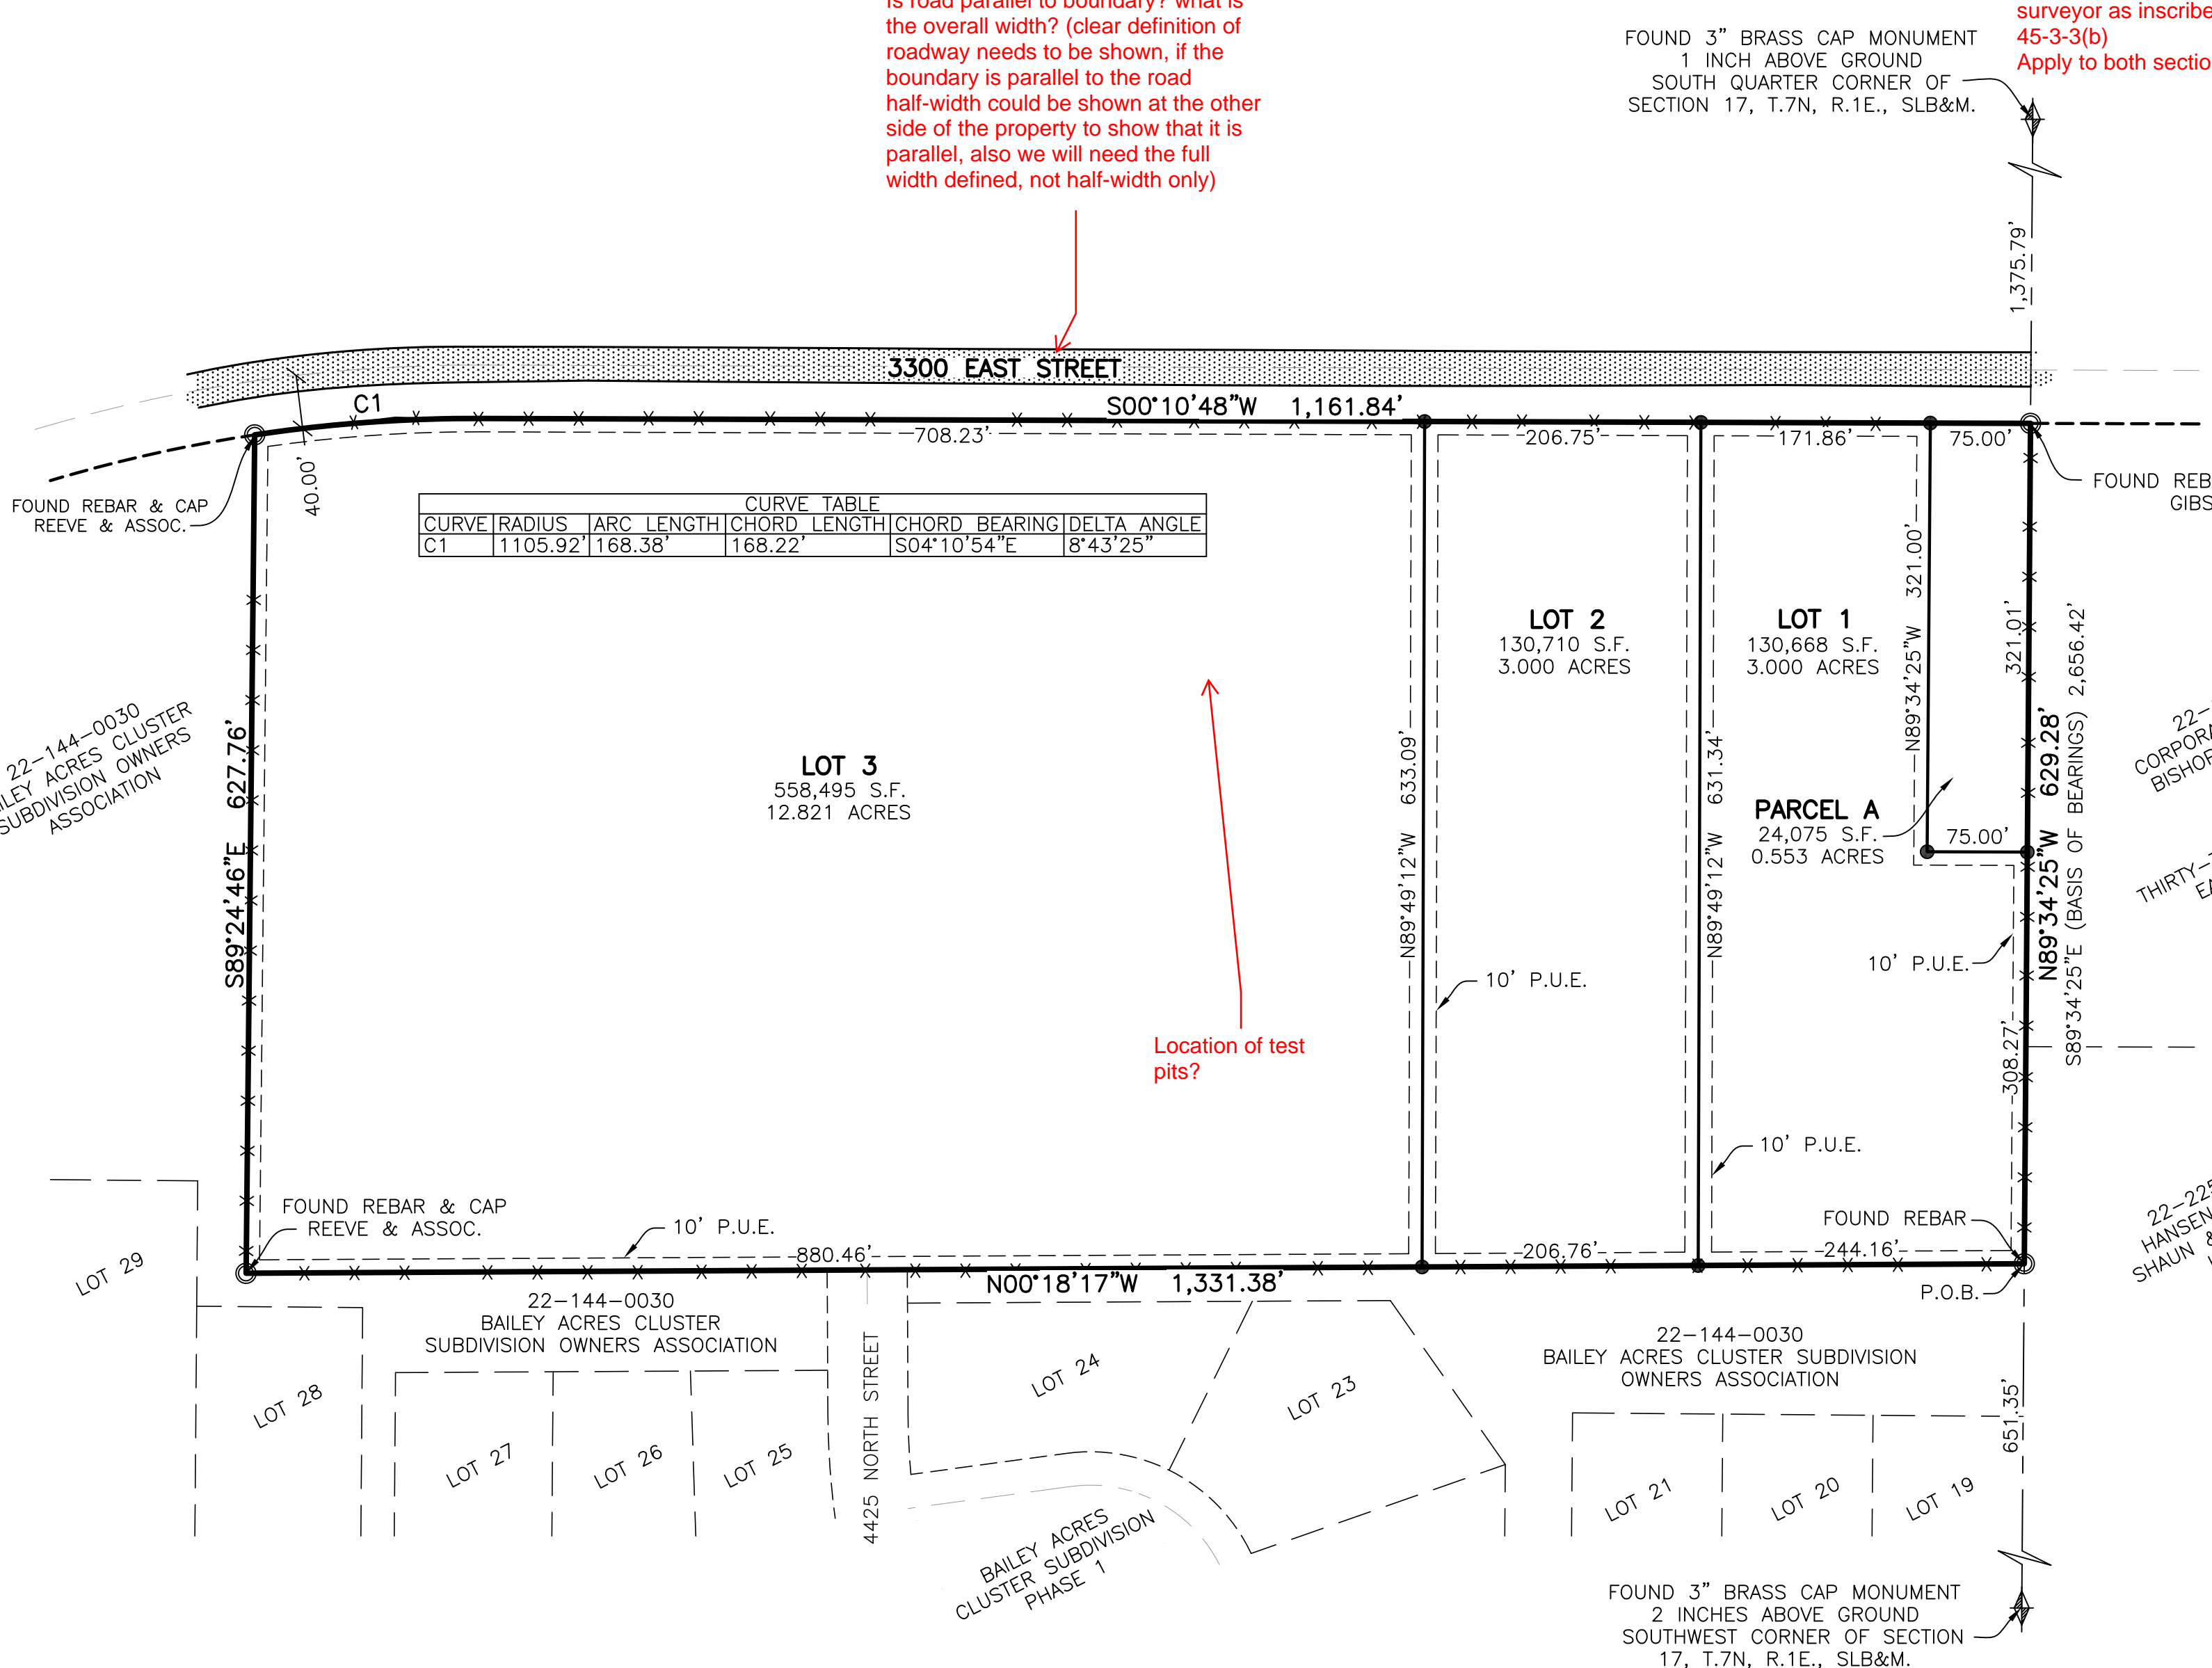 Is road parallel to boundary? what is
the overall width? (clear definition of
roadway needs to be shown, if the
boundary is parallel to the road
half-width could be shown at the other
side of the property to show that it is
parallel, also we will need the full
width defined, not half-width only)
FOUND 3" BRASS CAP MONUMENT
1 INCH ABOVE GROUND
SOUTH QUARTER CORNER OF
SECTION 17, T.7N, R.1E., SLB&M.
surveyor as inscribe
45-3-3(b)
Apply to both sectio
1,375.79'
3300 EAST STREET
C1
S00°10'48"W 1,161.84'
708.23'
206.75'
171.86'
75.00'
40.00'
FOUND REBAR & CAP
REEVE & ASSOC.
FOUND REB
GIBS
CURVE TABLE
CURVE RADIUS ARC LENGTH CHORD LENGTH CHORD BEARING DELTA ANGLE
C1 1105.92' 168.38' 168.22' S04°10'54"E 8°43'25"
LOT 3
558,495 S.F.
12.821 ACRES
LOT 2
130,710 S.F.
3.000 ACRES
LOT 1
130,668 S.F.
3.000 ACRES
PARCEL A
24,075 S.F.
0.553 ACRES
75.00'
N89°34'25"W 321.00'
321.01'
N89°34'25"W 629.28'
S89°34'25"E (BASIS OF BEARINGS) 2,656.42'
N89°49'12"W 633.09'
N89°49'12"W 631.34'
S89°24'46"E 627.76'
22-144-0030
ILEY ACRES CLUSTER
SUBDIVISION OWNERS
ASSOCIATION
22-
CORPORA
BISHOP
THIRTY-
EA
10' P.U.E.
10' P.U.E.
10' P.U.E.
10' P.U.E.
308.27'
Location of test
pits?
FOUND REBAR & CAP
REEVE & ASSOC.
FOUND REBAR
880.46'
206.76'
244.16'
N00°18'17"W 1,331.38'
P.O.B.
22-225
HANSEN
SHAUN &
LOT 29
LOT 28
LOT 27
LOT 26
LOT 25
22-144-0030
BAILEY ACRES CLUSTER
SUBDIVISION OWNERS ASSOCIATION
4425 NORTH STREET
LOT 24
LOT 23
BAILEY ACRES
CLUSTER SUBDIVISION
PHASE 1
22-144-0030
BAILEY ACRES CLUSTER SUBDIVISION
OWNERS ASSOCIATION
LOT 21
LOT 20
LOT 19
651.35'
FOUND 3" BRASS CAP MONUMENT
2 INCHES ABOVE GROUND
SOUTHWEST CORNER OF SECTION
17, T.7N, R.1E., SLB&M.